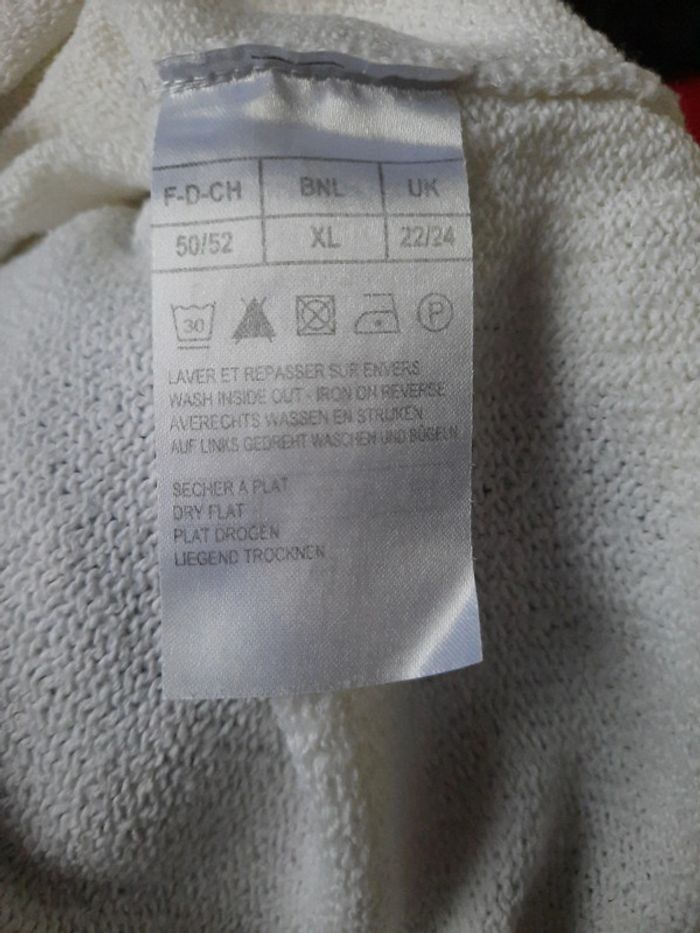 F-D-CH BNL UK
50/52 XL 22/24
30 P
LAVER ET REPASSER SUR ENVERS
WASH INSIDE OUT - IRON ON REVERSE
AVERECHTS WASSEN EN STRIJKEN
AUF LINKS GEDREHT WASCHEN UND BÜGELN
SECHER A PLAT
DRY FLAT
PLAT DROGEN
LIEGEND TROCKNEN